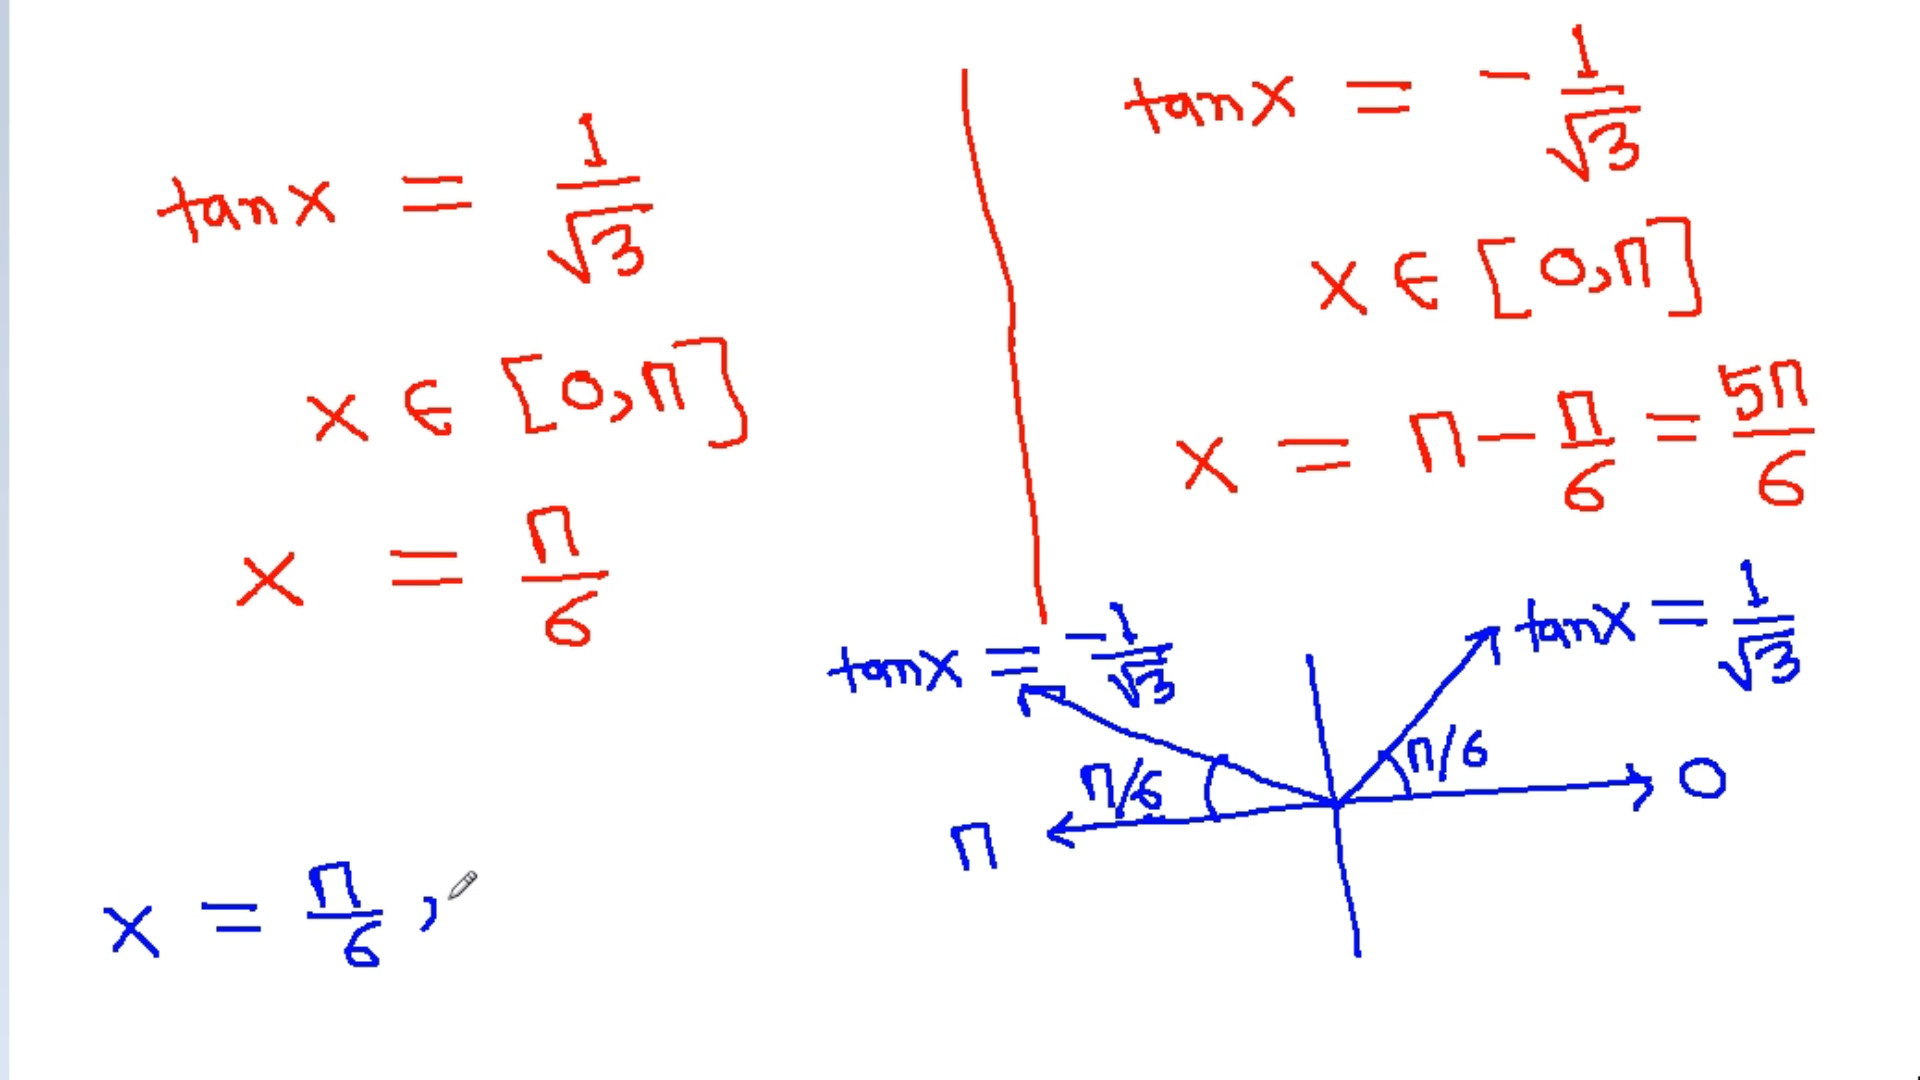 tanx = 1/√3
x ∈ [0,π]
x = π/6
tanx = - 1/√3
x ∈ [0,π]
x = π - π/6 = 5π/6
tanx = - 1/√3
tanx = 1/√3
π/6
π/6
0
π
x = π/6 ,